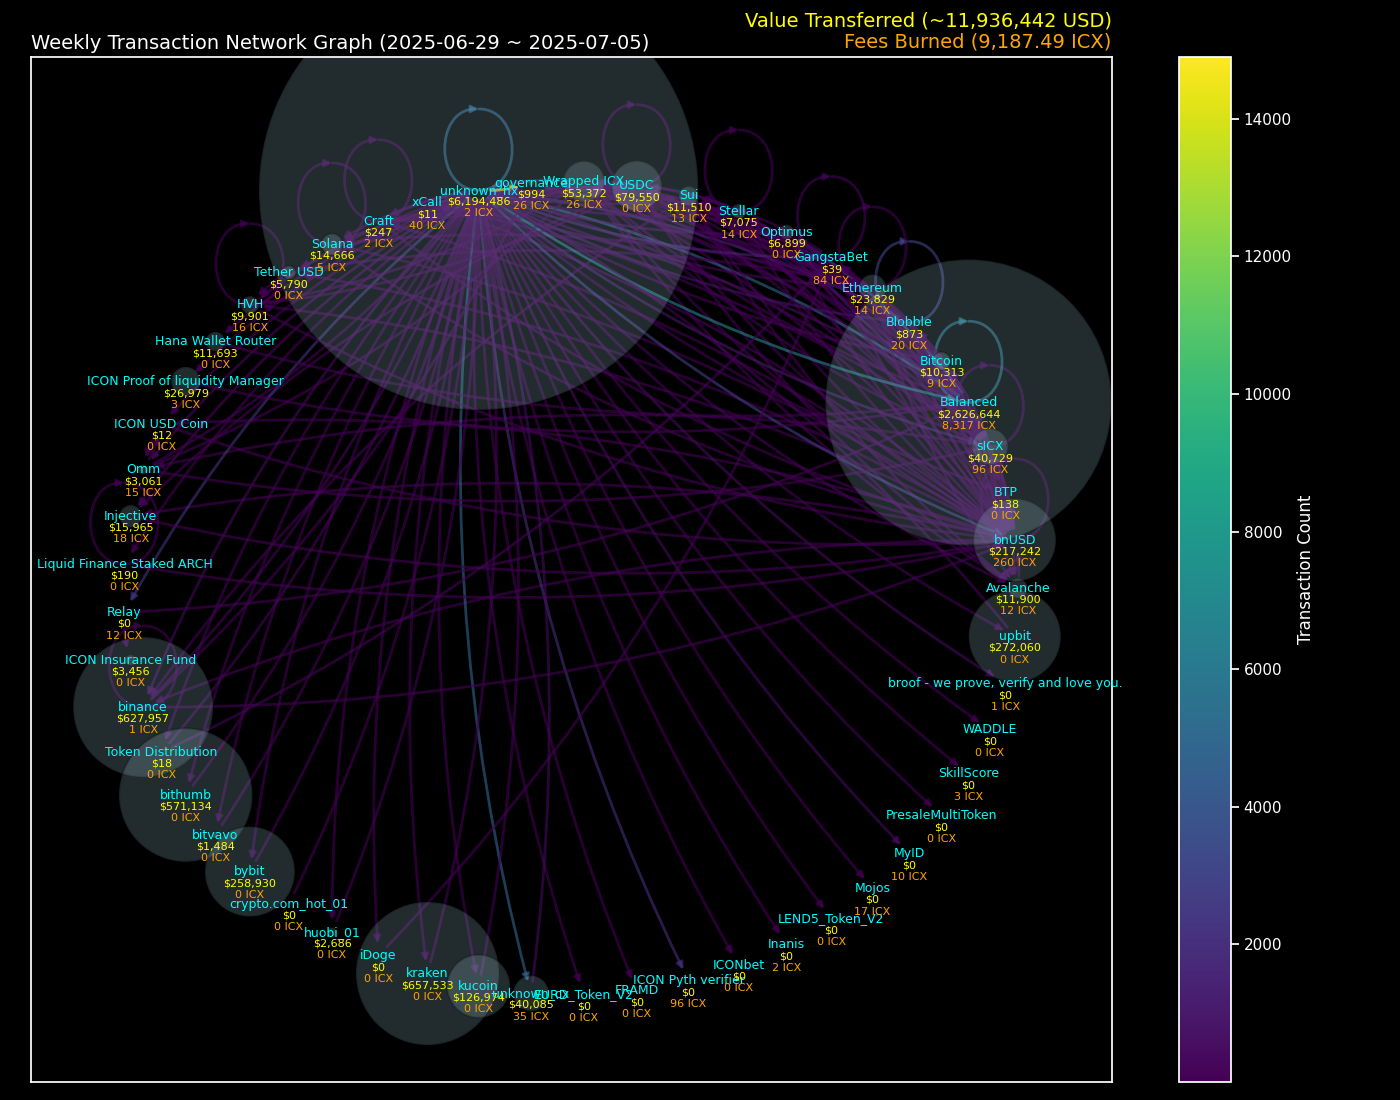 Value Transferred (~11,936,442 USD)
Weekly Transaction Network Graph (2025-06-29 ~ 2025-07-05)
Fees Burned (9,187.49 ICX)
unknown_hx
$6,194,486
2 ICX
governance
$994
26 ICX
Wrapped ICX
$53,372
26 ICX
USDC
$79,550
0 ICX
Sui
$11,510
13 ICX
Stellar
$7,075
14 ICX
Optimus
$6,899
0 ICX
GangstaBet
$39
84 ICX
Ethereum
$23,829
14 ICX
Blobble
$873
20 ICX
Bitcoin
$10,313
9 ICX
Balanced
$2,626,644
8,317 ICX
sICX
$40,729
96 ICX
BTP
$138
0 ICX
bnUSD
$217,242
260 ICX
Avalanche
$11,900
12 ICX
upbit
$272,060
0 ICX
broof - we prove, verify and love you.
$0
1 ICX
WADDLE
$0
0 ICX
SkillScore
$0
3 ICX
PresaleMultiToken
$0
0 ICX
MyID
$0
10 ICX
Mojos
$0
17 ICX
LEND5_Token_V2
$0
0 ICX
Inanis
$0
2 ICX
ICONbet
$0
0 ICX
ICON Pyth verifier
$0
96 ICX
FRAMD
$0
0 ICX
EURD_Token_V2
$0
0 ICX
unknown_cx
$40,085
35 ICX
kucoin
$126,974
0 ICX
kraken
$657,533
0 ICX
iDoge
$0
0 ICX
huobi_01
$2,686
0 ICX
crypto.com_hot_01
$0
0 ICX
bybit
$258,930
0 ICX
bitvavo
$1,484
0 ICX
bithumb
$571,134
0 ICX
Token Distribution
$18
0 ICX
binance
$627,957
1 ICX
ICON Insurance Fund
$3,456
0 ICX
Relay
$0
12 ICX
Liquid Finance Staked ARCH
$190
0 ICX
Injective
$15,965
18 ICX
Omm
$3,061
15 ICX
ICON USD Coin
$12
0 ICX
ICON Proof of liquidity Manager
$26,979
3 ICX
Hana Wallet Router
$11,693
0 ICX
HVH
$9,901
16 ICX
Tether USD
$5,790
0 ICX
Solana
$14,666
5 ICX
Craft
$247
2 ICX
xCall
$11
40 ICX
14000
12000
10000
8000
6000
4000
2000
Transaction Count